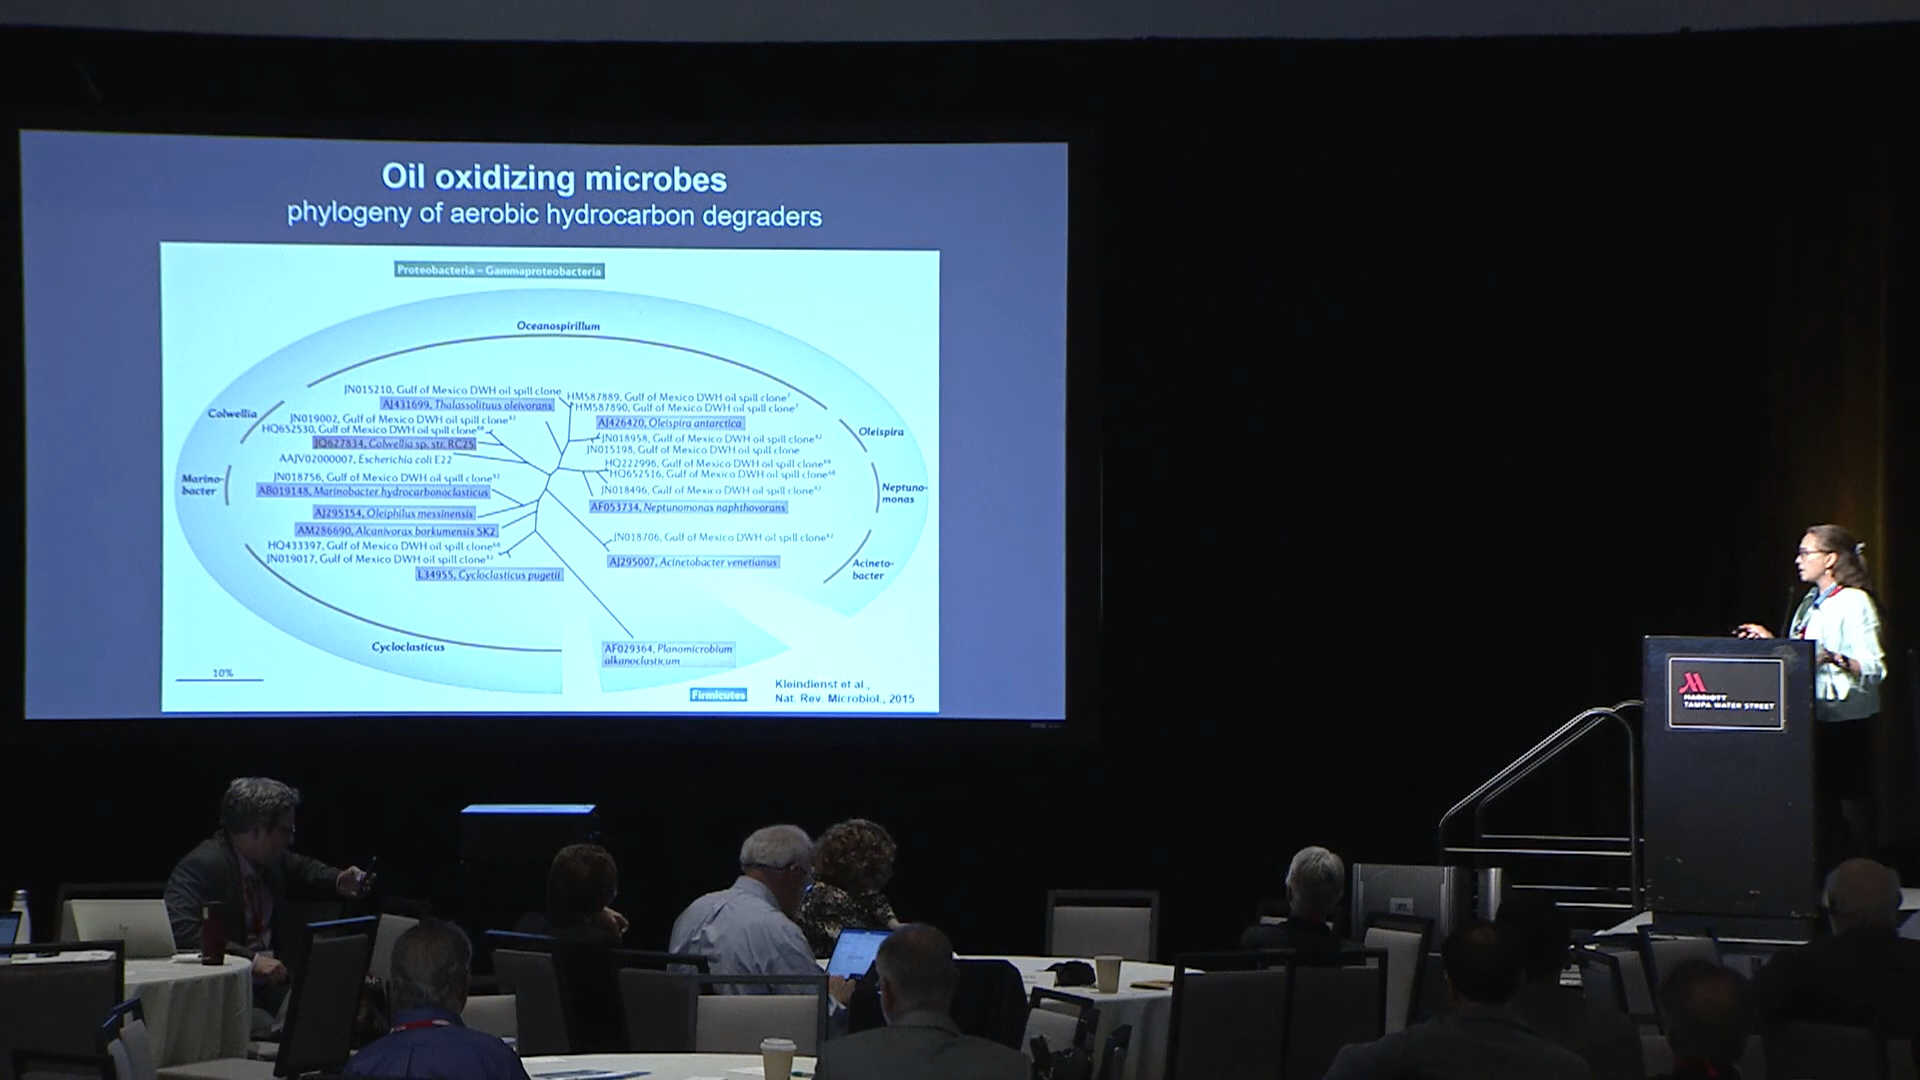 Oil oxidizing microbes
phylogeny of aerobic hydrocarbon degraders
Proteobacteria – Gammaproteobacteria
Oceanospirillum
Colwellia
Marino-
bacter
Cycloclasticus
Oleispira
Neptuno-
monas
Acineto-
bacter
JN015210, Gulf of Mexico DWH oil spill clone
AJ431699, Thalassolituus oleivorans
JN019002, Gulf of Mexico DWH oil spill clone
HQ652530, Gulf of Mexico DWH oil spill clone
JQ627834, Colwellia sp. str. RC25
AAJV02000007, Escherichia coli E22
JN018756, Gulf of Mexico DWH oil spill clone
AB019148, Marinobacter hydrocarbonoclasticus
AJ295154, Oleiphilus messinensis
AM286690, Alcanivorax borkumensis SK2
HQ433397, Gulf of Mexico DWH oil spill clone
JN019017, Gulf of Mexico DWH oil spill clone
L34955, Cycloclasticus pugetii
HM587889, Gulf of Mexico DWH oil spill clone
HM587890, Gulf of Mexico DWH oil spill clone
AJ426420, Oleispira antarctica
JN018958, Gulf of Mexico DWH oil spill clone
JN015198, Gulf of Mexico DWH oil spill clone
HQ222996, Gulf of Mexico DWH oil spill clone
HQ652516, Gulf of Mexico DWH oil spill clone
JN018496, Gulf of Mexico DWH oil spill clone
AF053734, Neptunomonas naphthovorans
JN018706, Gulf of Mexico DWH oil spill clone
AJ295007, Acinetobacter venetianus
AF029364, Planomicrobium
alkanoclasticum
10%
Firmicutes
Kleindienst et al.,
Nat. Rev. Microbiol., 2015
MARRIOTT
TAMPA WATER STREET
JBL